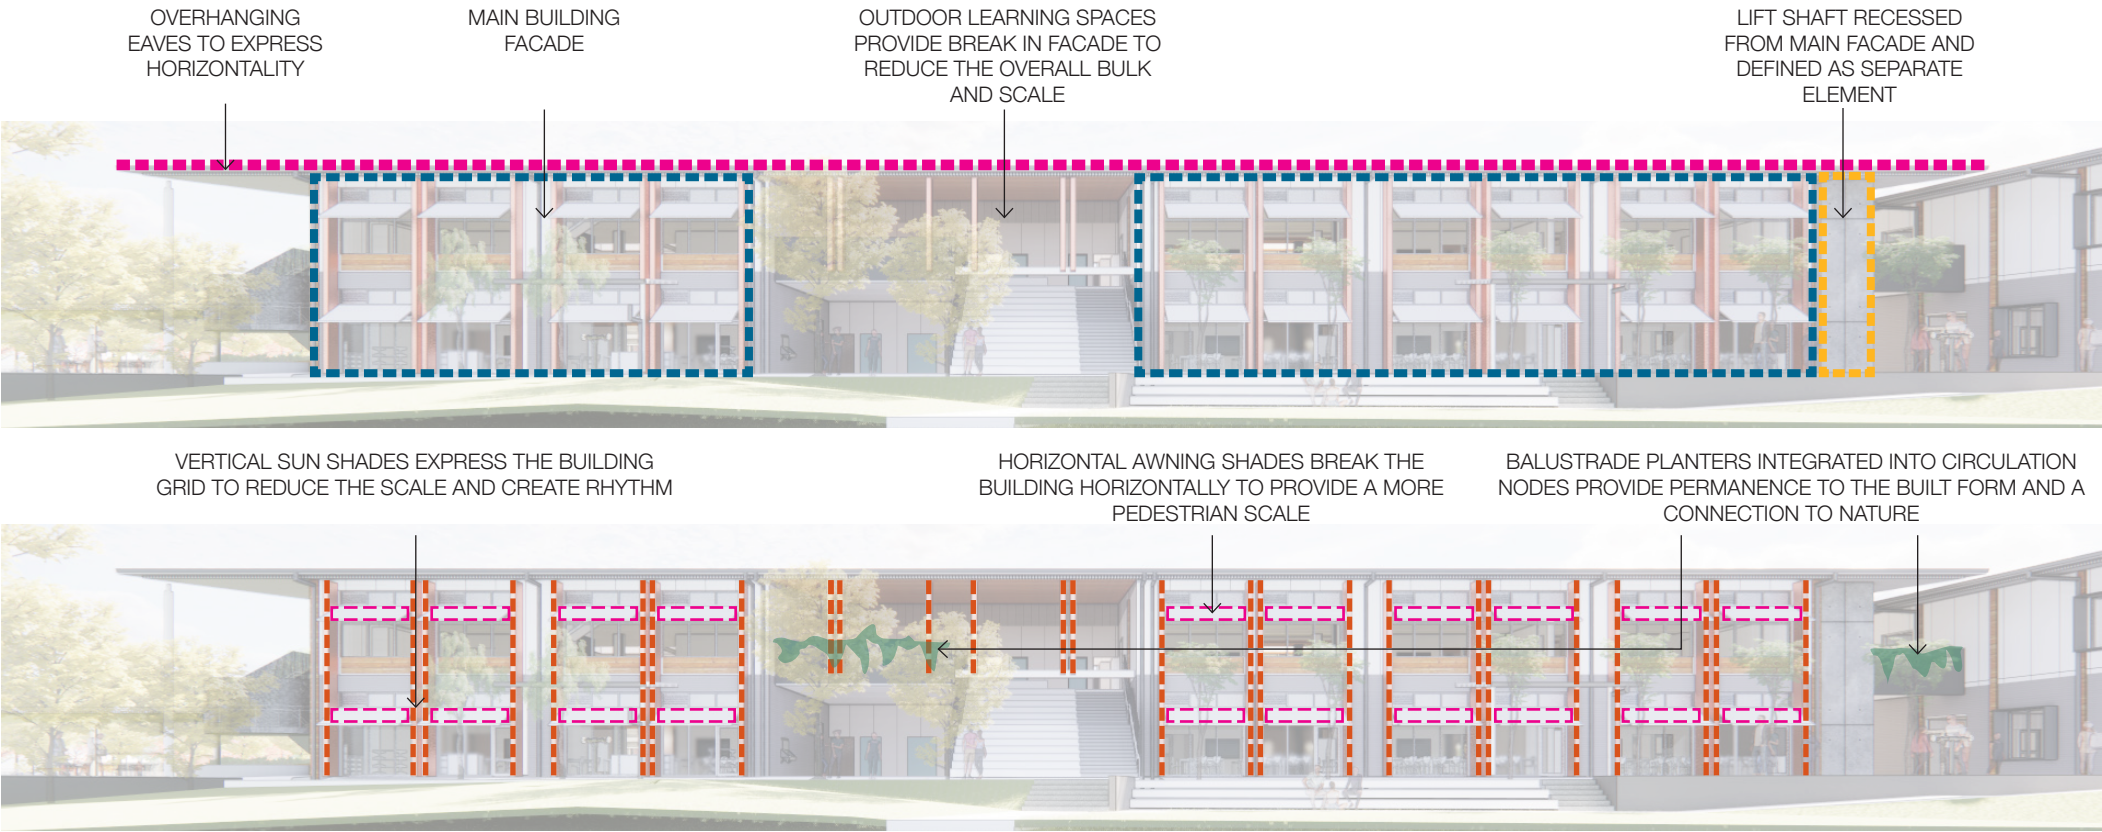 OVERHANGING
EAVES TO EXPRESS
HORIZONTALITY
MAIN BUILDING
FACADE
OUTDOOR LEARNING SPACES
PROVIDE BREAK IN FACADE TO
REDUCE THE OVERALL BULK
AND SCALE
LIFT SHAFT RECESSED
FROM MAIN FACADE AND
DEFINED AS SEPARATE
ELEMENT
VERTICAL SUN SHADES EXPRESS THE BUILDING
GRID TO REDUCE THE SCALE AND CREATE RHYTHM
HORIZONTAL AWNING SHADES BREAK THE
BUILDING HORIZONTALLY TO PROVIDE A MORE
PEDESTRIAN SCALE
BALUSTRADE PLANTERS INTEGRATED INTO CIRCULATION
NODES PROVIDE PERMANENCE TO THE BUILT FORM AND A
CONNECTION TO NATURE